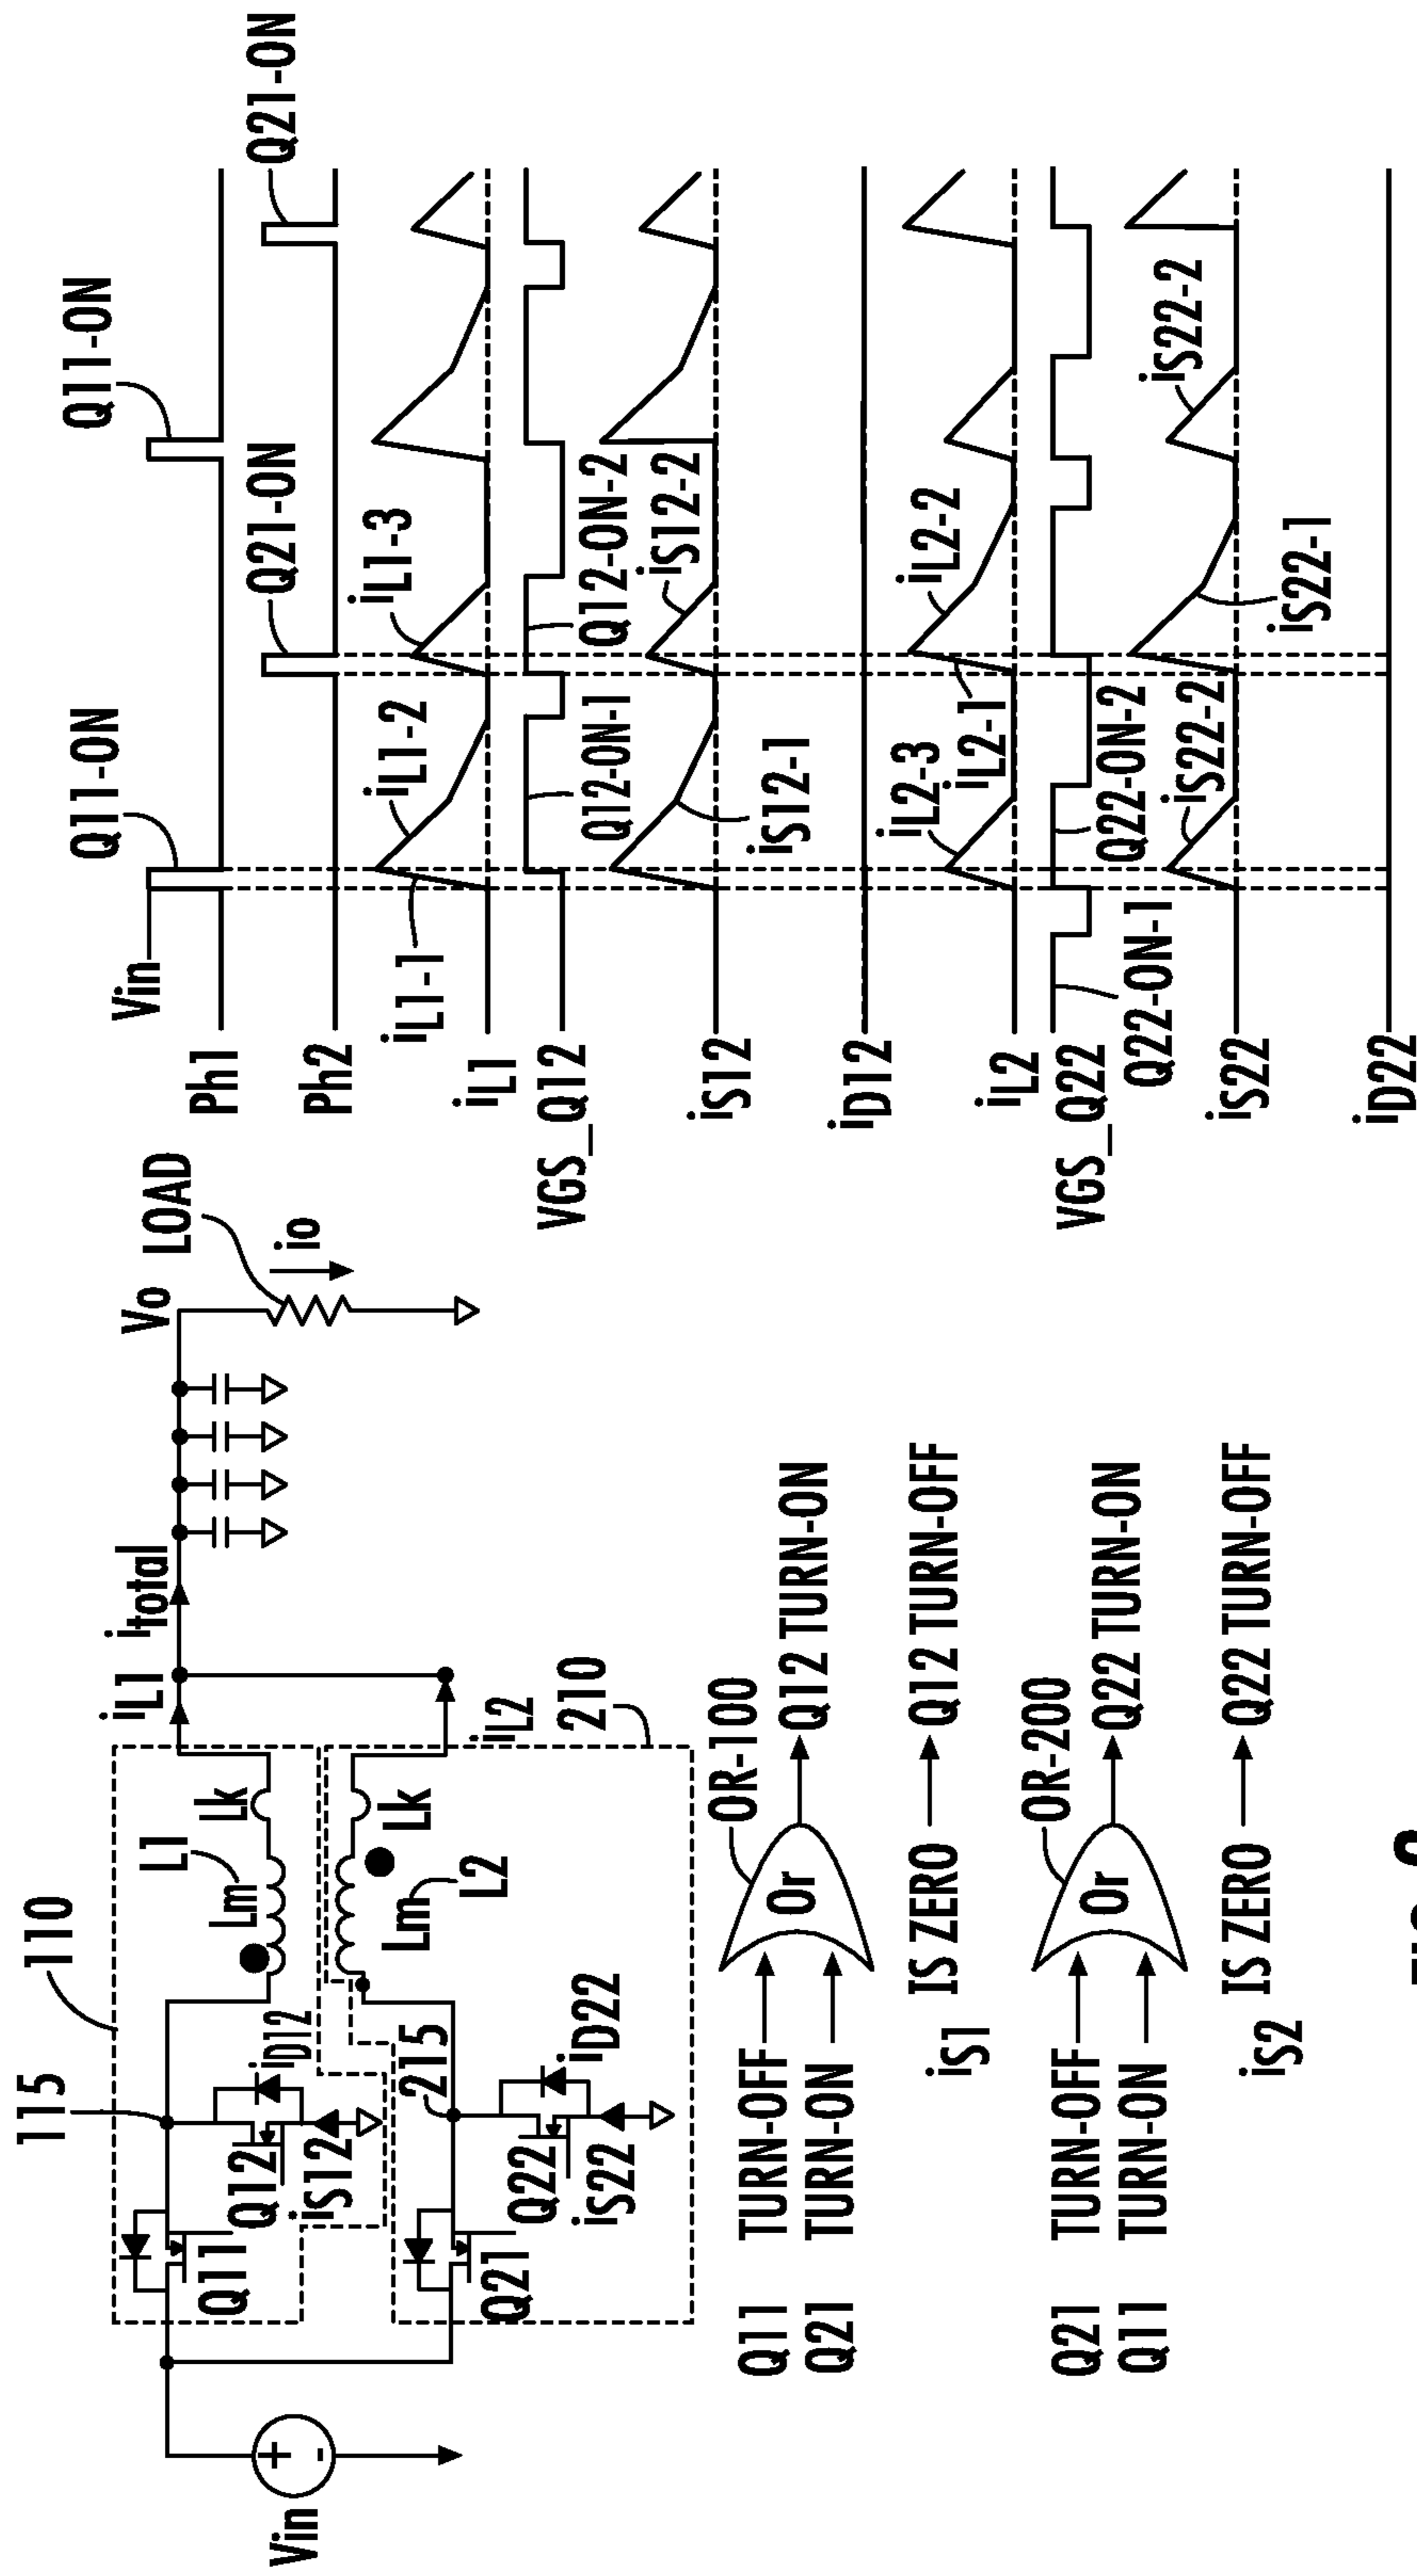 115
110
L1
Lm
Lk
iL1
itotal
Vo
LOAD
io
Vin
Q11
Q12
iD12
iS12
215
Lm
L2
Lk
iL2
210
Q21
Q22
iD22
iS22
Q11 TURN-OFF
Q21 TURN-ON
Or
OR-100
Q12 TURN-ON
iS1 IS ZERO
Q12 TURN-OFF
Q21 TURN-OFF
Q11 TURN-ON
Or
OR-200
Q22 TURN-ON
iS2 IS ZERO
Q22 TURN-OFF
Vin
Q11-ON
Q11-ON
Ph1
Q21-ON
Q21-ON
Ph2
iL1-1
iL1-2
iL1-3
iL1
VGS_Q12
Q12-ON-1
Q12-ON-2
iS12
iS12-1
iS12-2
iD12
iL2-3
iL2-1
iL2-2
iL2
VGS_Q22
Q22-ON-1
Q22-ON-2
iS22
iS22-2
iS22-1
iS22-2
iD22